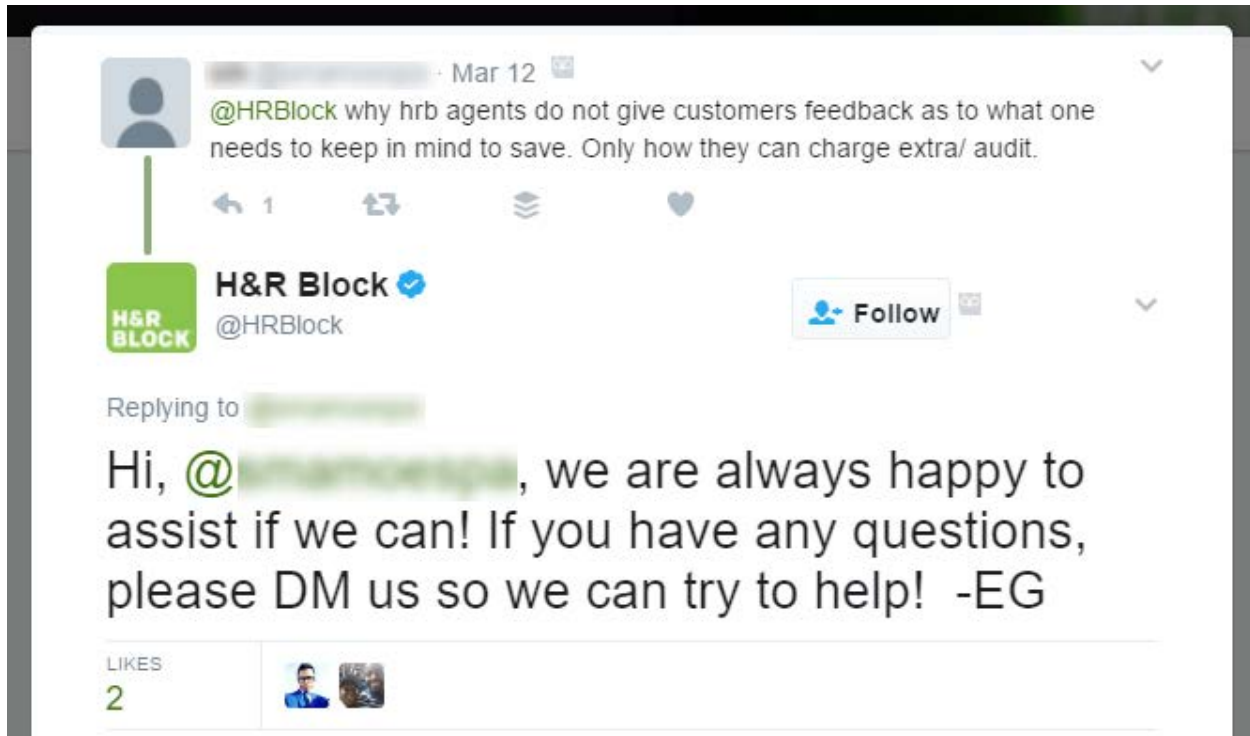 · Mar 12
@HRBlock why hrb agents do not give customers feedback as to what one
needs to keep in mind to save. Only how they can charge extra/ audit.
1
H&R Block
@HRBlock
H&R
BLOCK
Follow
Replying to
Hi, @ , we are always happy to
assist if we can! If you have any questions,
please DM us so we can try to help! -EG
LIKES
2